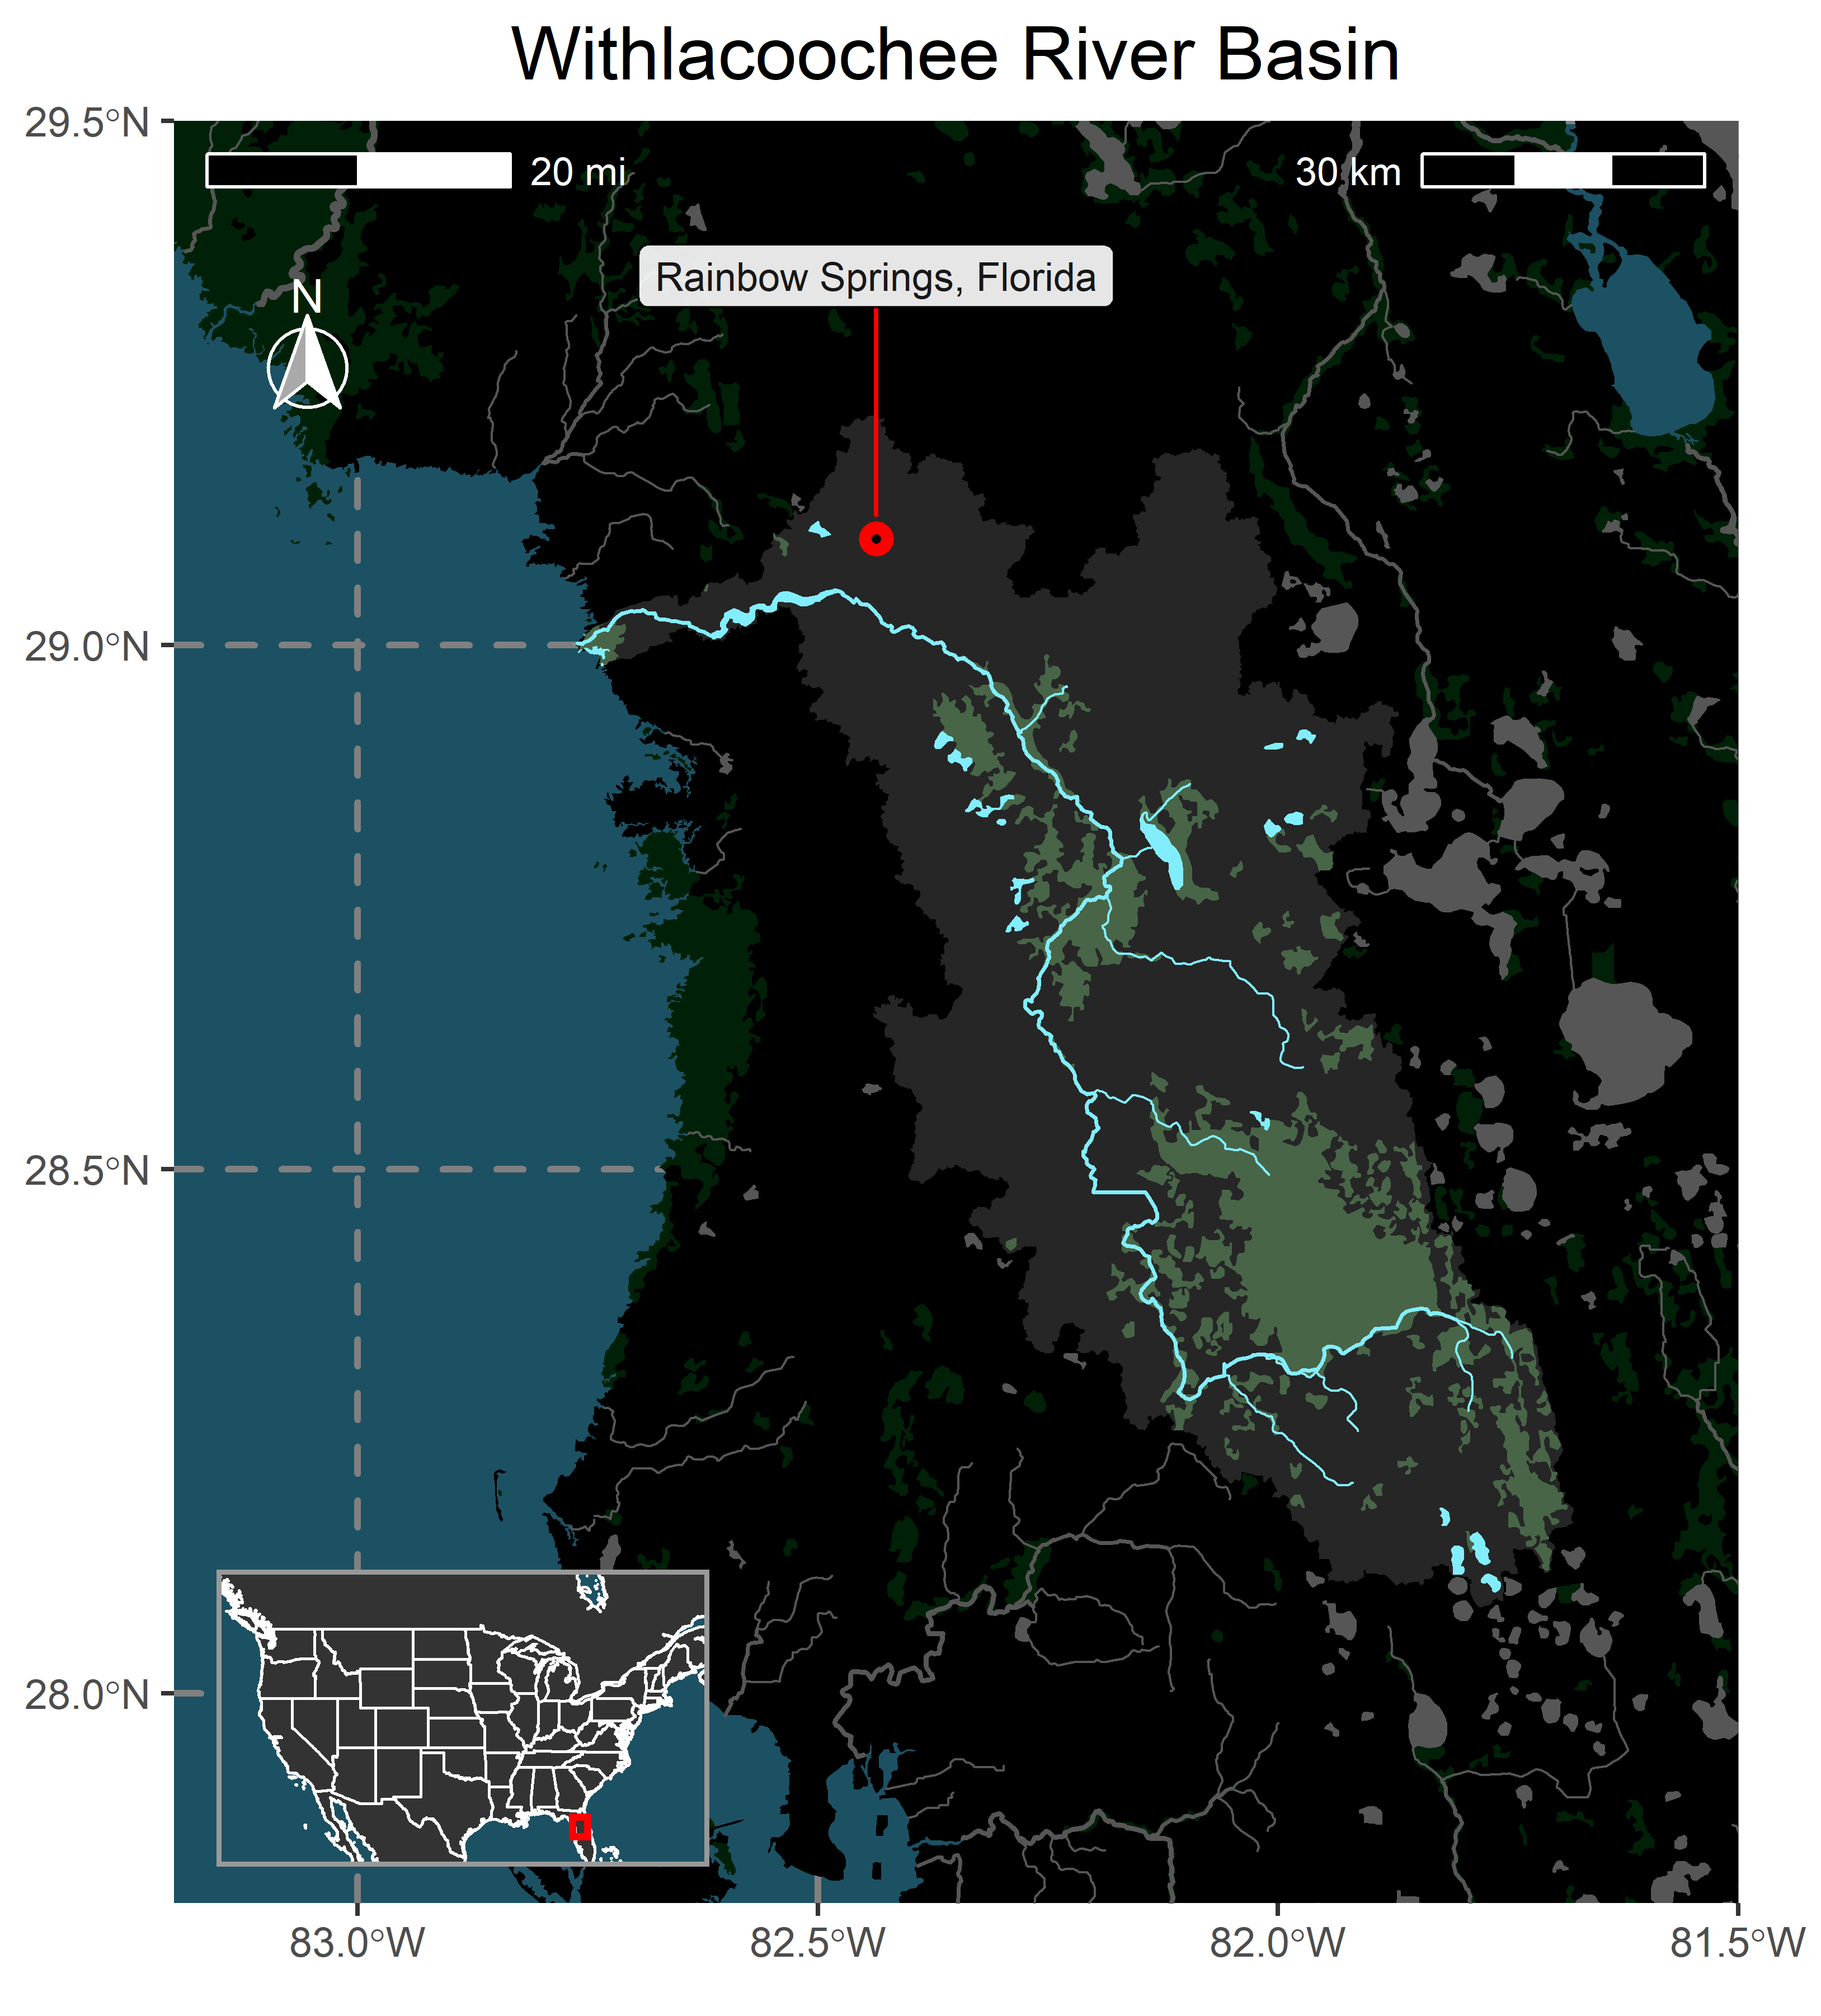 Withlacoochee River Basin
29.5°N
20 mi
30 km
Rainbow Springs, Florida
N
29.0°N
28.5°N
28.0°N
83.0°W
82.5°W
82.0°W
81.5°W